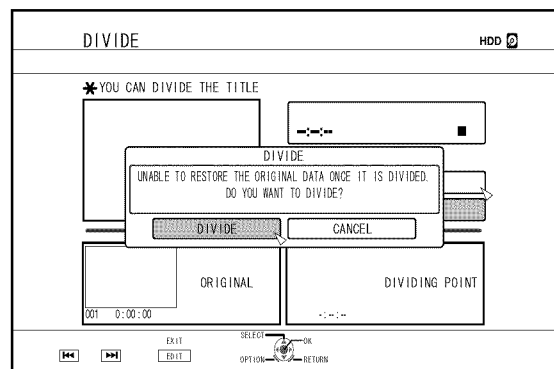 DIVIDE
HDD
YOU CAN DIVIDE THE TITLE
--:--:--
DIVIDE
UNABLE TO RESTORE THE ORIGINAL DATA ONCE IT IS DIVIDED.
DO YOU WANT TO DIVIDE?
DIVIDE
CANCEL
ORIGINAL
DIVIDING POINT
001 0:00:00
-:--:--
EXIT
EDIT
SELECT
OK
OPTION
RETURN